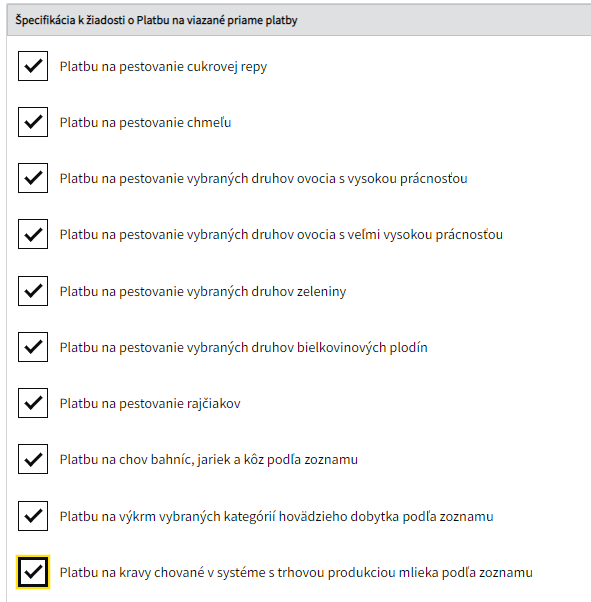 Špecifikácia k žiadosti o Platbu na viazané priame platby
Platbu na pestovanie cukrovej repy
Platbu na pestovanie chmeľu
Platbu na pestovanie vybraných druhov ovocia s vysokou prácnosťou
Platbu na pestovanie vybraných druhov ovocia s veľmi vysokou prácnosťou
Platbu na pestovanie vybraných druhov zeleniny
Platbu na pestovanie vybraných druhov bielkovinových plodín
Platbu na pestovanie rajčiakov
Platbu na chov bahníc, jariek a kôz podľa zoznamu
Platbu na výkrm vybraných kategórií hovädzieho dobytka podľa zoznamu
Platbu na kravy chované v systéme s trhovou produkciou mlieka podľa zoznamu